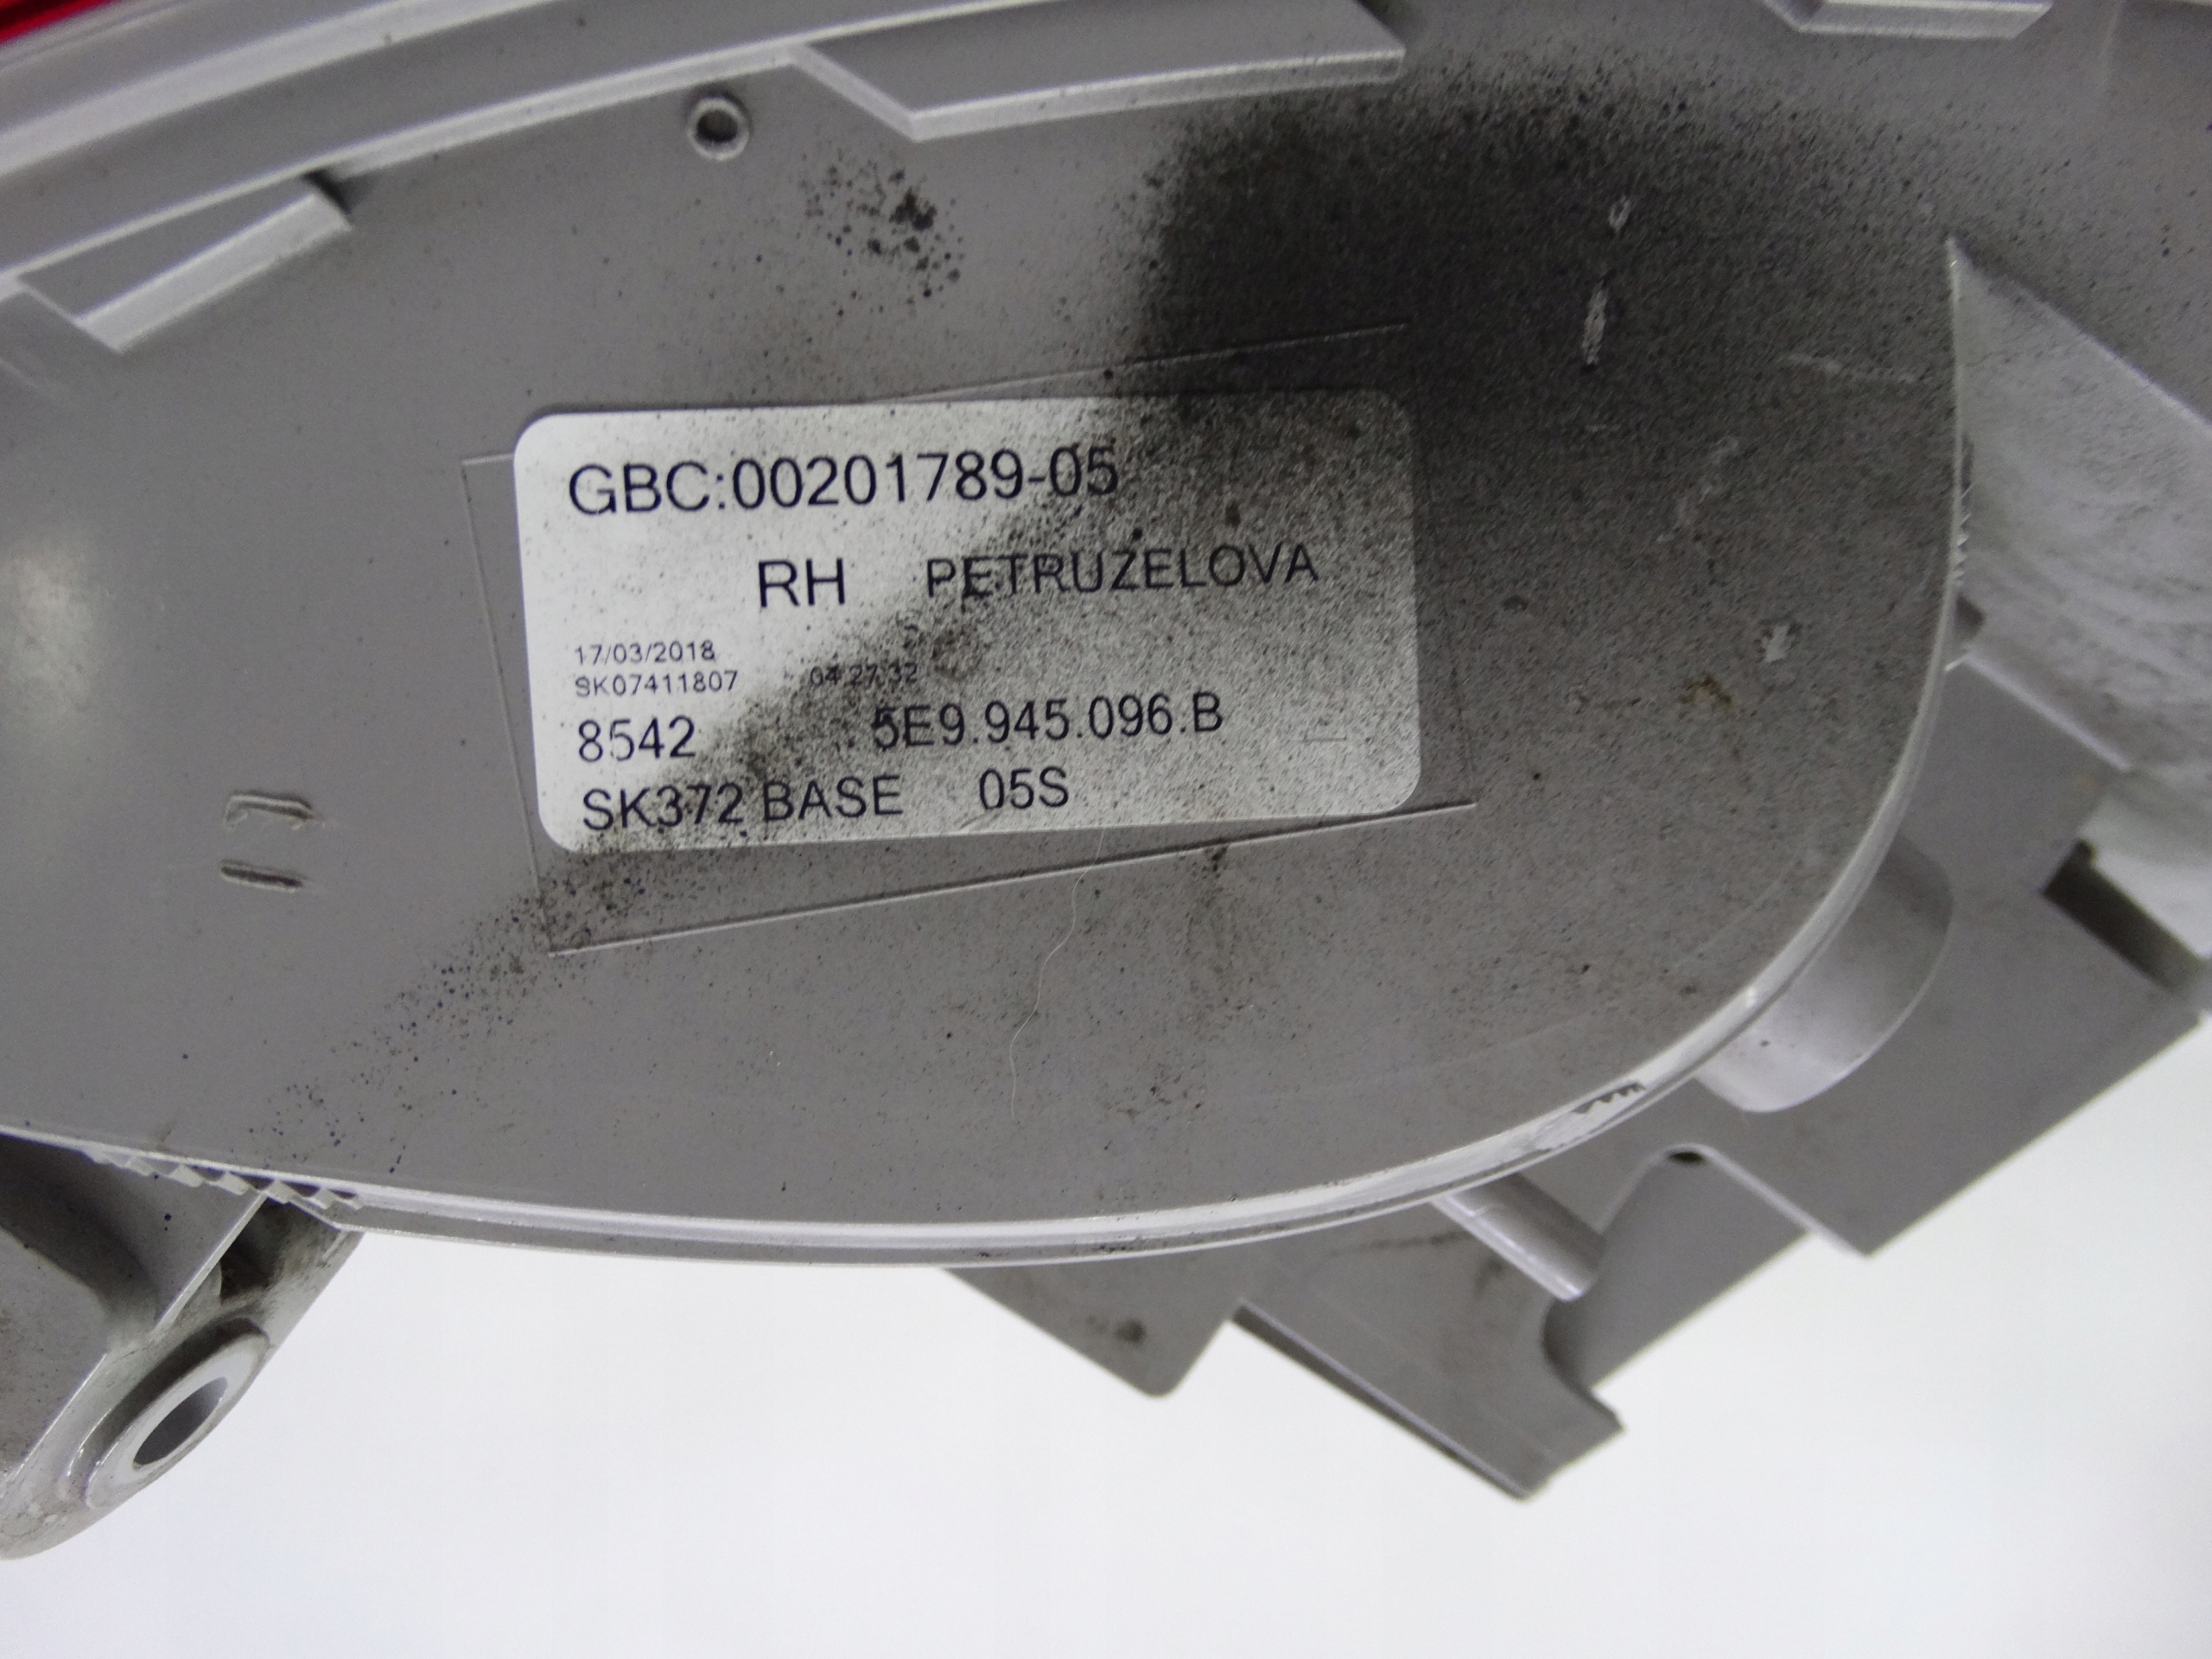 GBC:00201789-05
RH PETRUZELOVA
17/03/2018
SK07411807 04:27:32
8542 5E9.945.096.B
SK372 BASE 05S